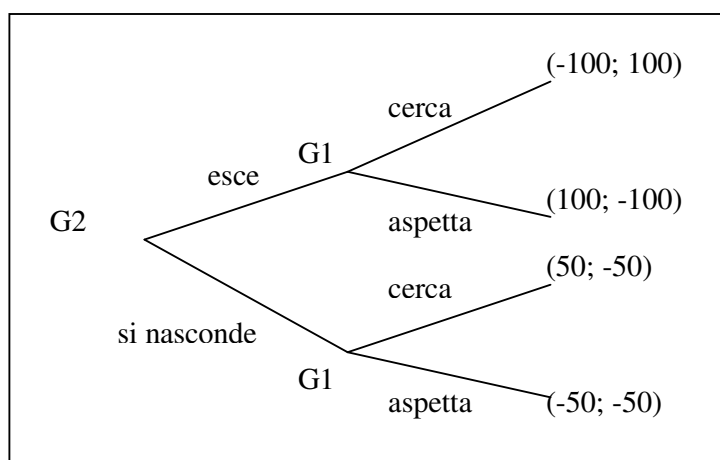 (-100; 100)
cerca
G1
esce
(100; -100)
aspetta
G2
(50; -50)
cerca
si nasconde
G1
aspetta
(-50; -50)